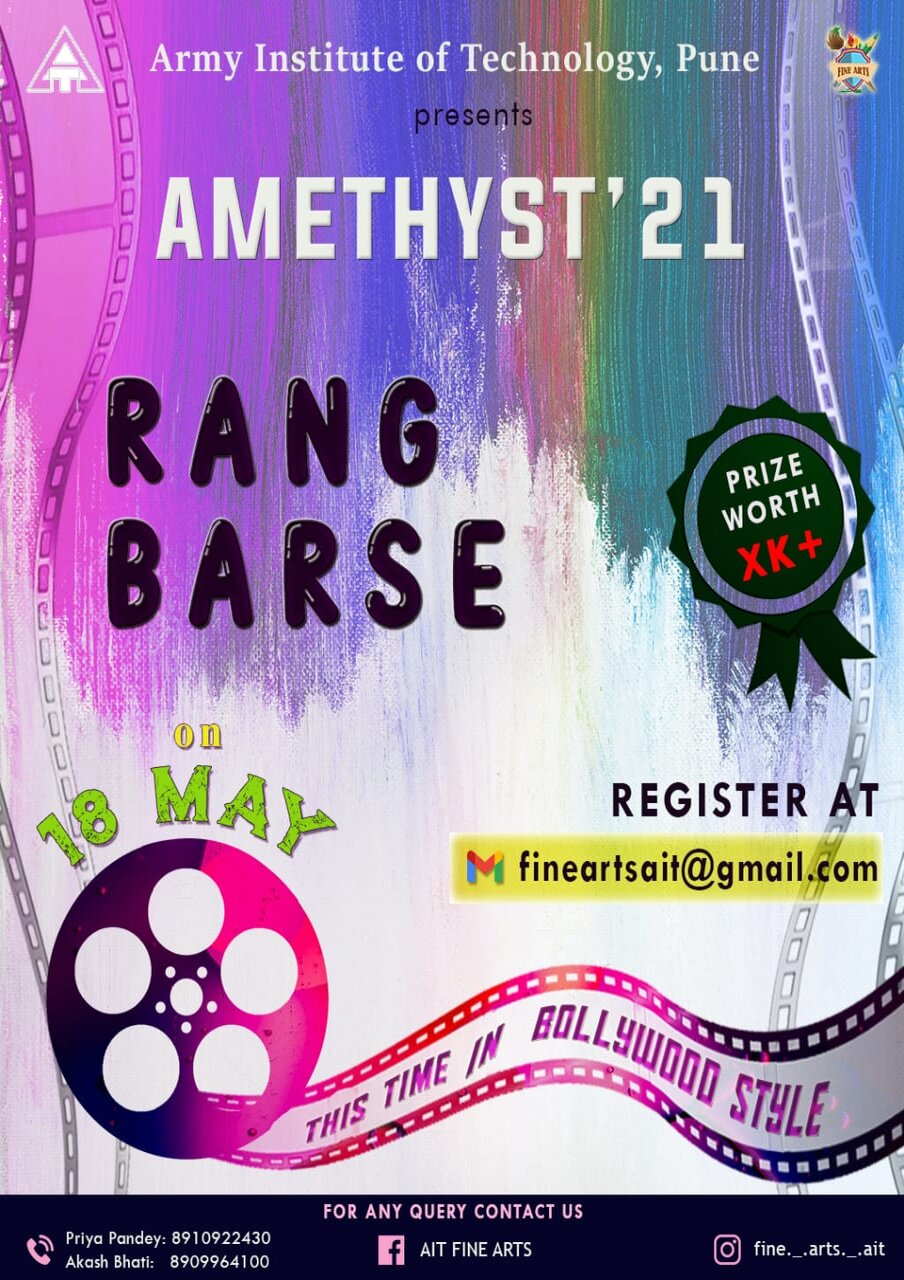 Army Institute of Technology, Pune
FINE ARTS
presents
AMETHYST'21
RANG
BARSE
PRIZE
WORTH
XK+
on
18 MAY
REGISTER AT
fineartsait@gmail.com
THIS TIME IN BOLLYWOOD STYLE
FOR ANY QUERY CONTACT US
Priya Pandey: 8910922430
Akash Bhati: 8909964100
AIT FINE ARTS
fine._.arts._.ait